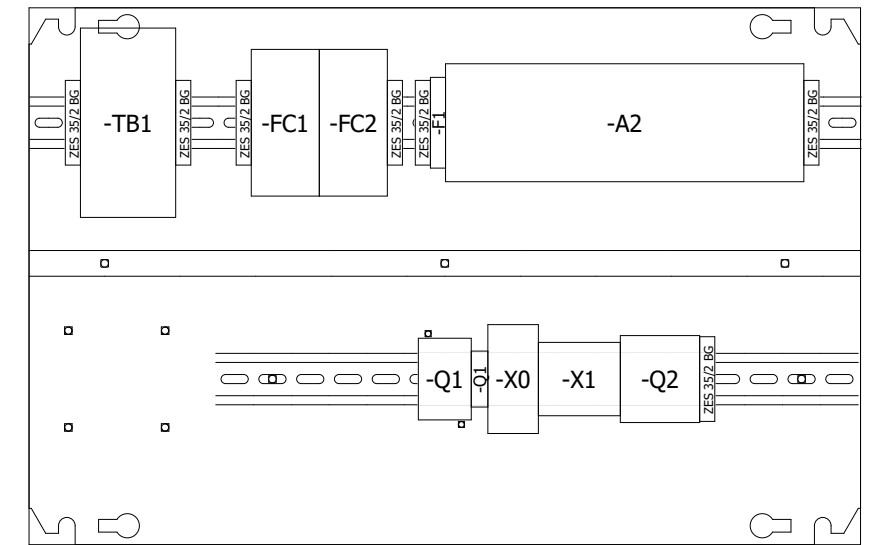 ZES 35/2 BG
-TB1
ZES 35/2 BG
ZES 35/2 BG
-FC1
-FC2
ZES 35/2 BG
ZES 35/2 BG
-F1
-A2
ZES 35/2 BG
-Q1
-Q1
-X0
-X1
-Q2
ZES 35/2 BG